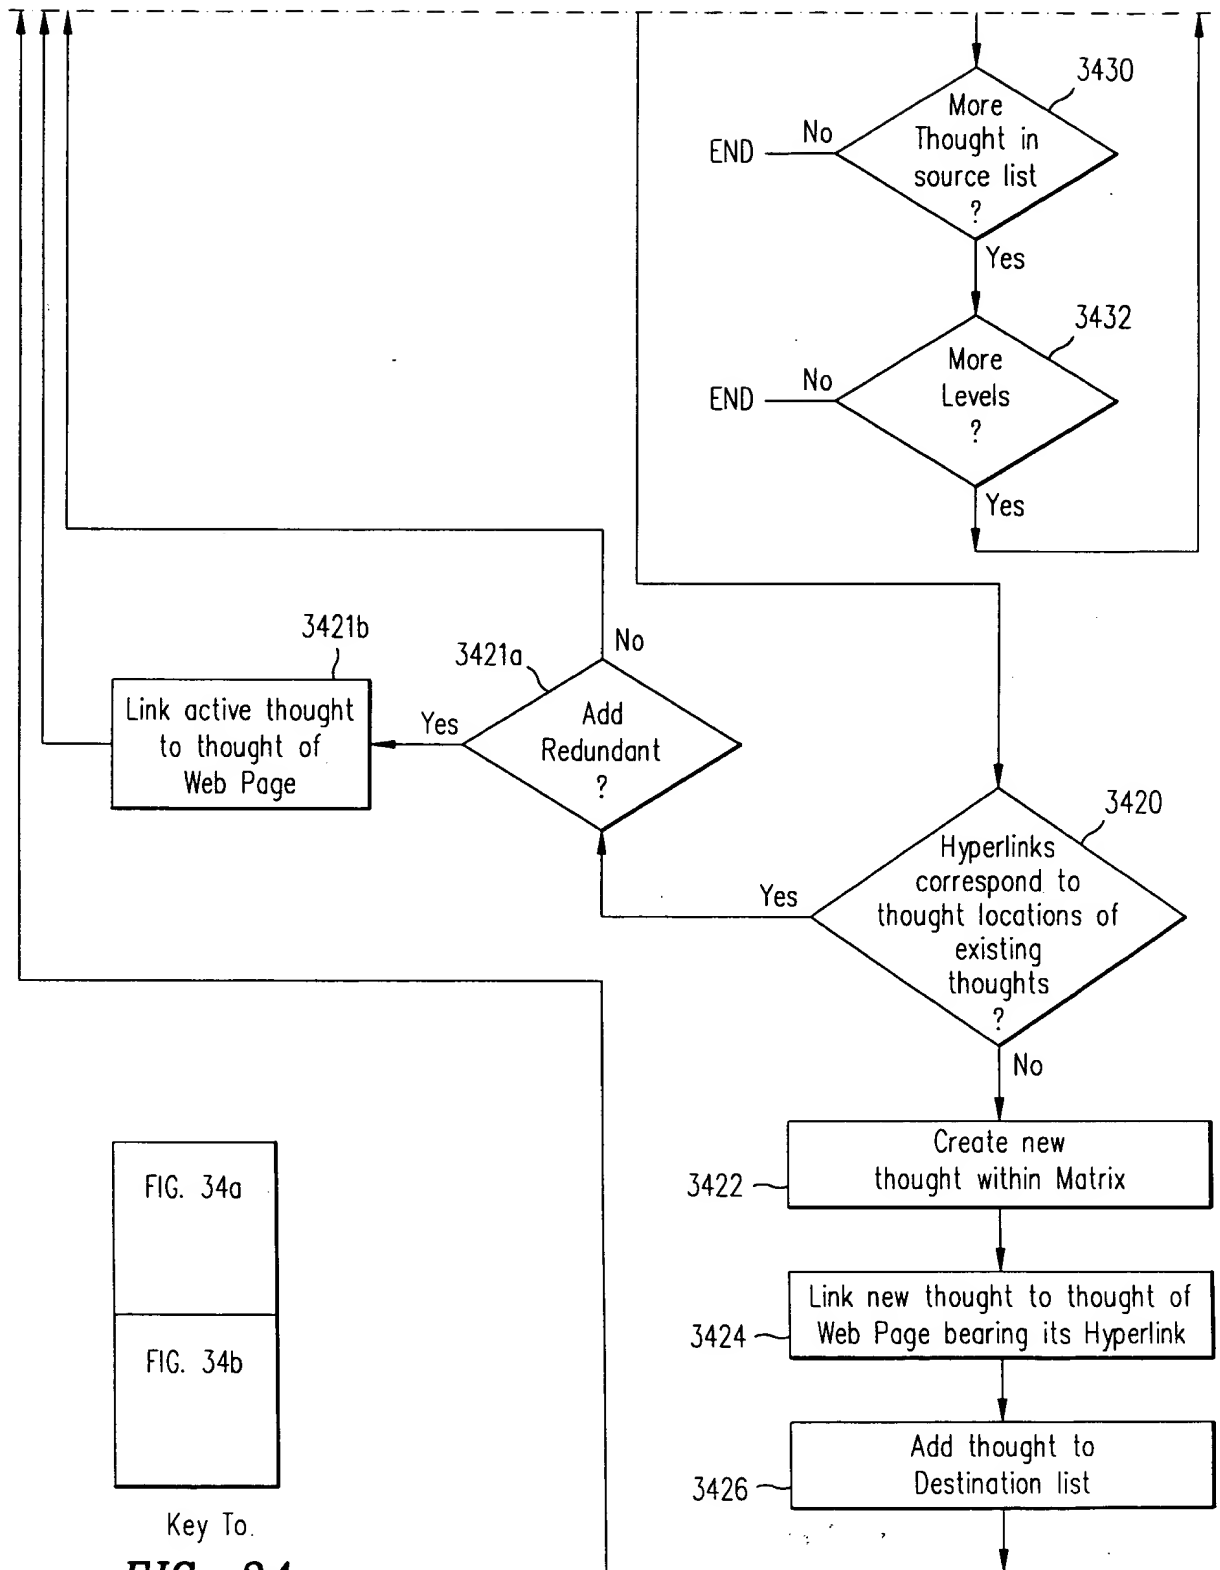 3430
More
Thought in
source list
?
No
END
Yes
3432
More
Levels
?
No
END
Yes
3421b
Link active thought
to thought of
Web Page
Yes
3421a
Add
Redundant
?
No
3420
Hyperlinks
correspond to
thought locations of
existing
thoughts
?
Yes
No
3422
Create new
thought within Matrix
3424
Link new thought to thought of
Web Page bearing its Hyperlink
3426
Add thought to
Destination list
FIG. 34a
FIG. 34b
Key To
FIG. 34